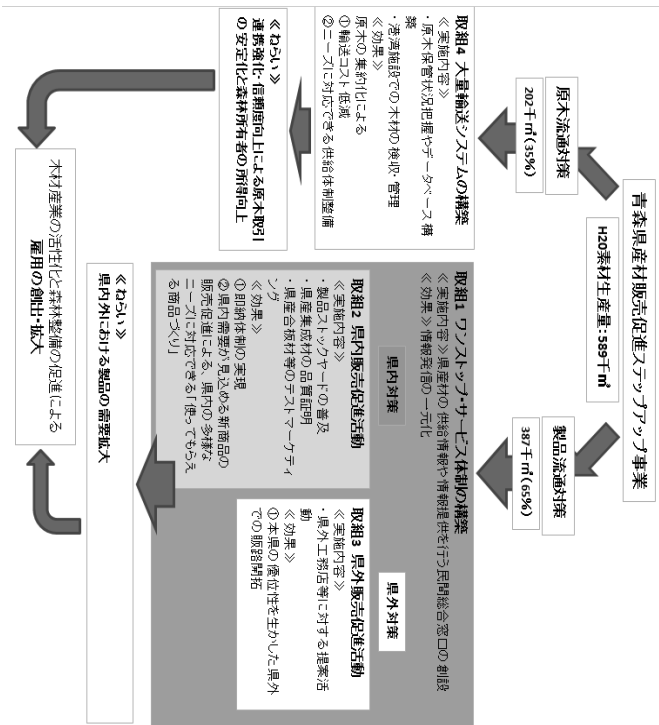 青森県産材販売促進ステップアップ事業
H20素材生産量：589千㎥
原木流通対策
202千㎥（35%）
製品流通対策
387千㎥（65%）
取組4 大量輸送システムの構築
≪実施内容≫
・原木保管状況把握やデータベース構
築
・港湾施設での木材の検収・管理
≪効果≫
原木の集約化による
①輸送コスト低減
②ニーズに対応できる供給体制整備
≪ねらい≫
連携強化・信頼度向上による原木取引
の安定化と森林所有者の所得向上
取組1 ワンストップ・サービス体制の構築
≪実施内容≫県産材の供給情報や情報提供を行う民間総合窓口の創設
≪効果≫情報発信の一元化
県内対策
取組2 県内販売促進活動
≪実施内容≫
・製品ストックヤードの普及
・県産集成材の品質証明
・県産合板材等のテストマーケティ
ング
≪効果≫
①即納体制の実現
②県内需要が見込める新商品の
販売促進による、県内の多様な
ニーズに対応できる「使ってもらえ
る商品づくり」
県外対策
取組3 県外販売促進活動
≪実施内容≫
・県外工務店等に対する提案活
動
≪効果≫
①本県の優位性を生かした県外
での販路開拓
≪ねらい≫
県内外における製品の需要拡大
木材産業の活性化と森林整備の促進による
雇用の創出・拡大